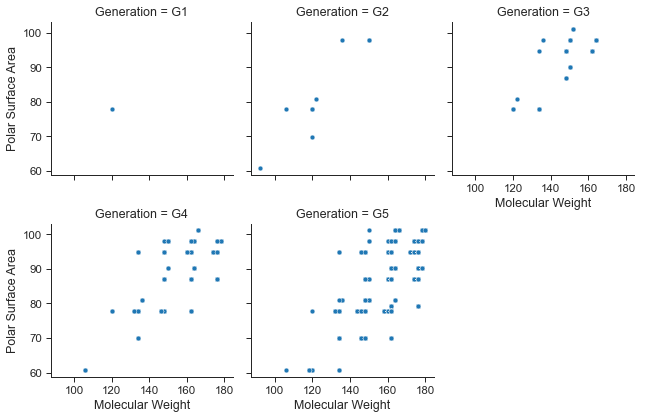 Generation = G1
Generation = G2
Generation = G3
Polar Surface Area
100
90
80
70
60
100 120 140 160 180
Molecular Weight
Generation = G4
Generation = G5
Polar Surface Area
100
90
80
70
60
100 120 140 160 180
Molecular Weight
100 120 140 160 180
Molecular Weight